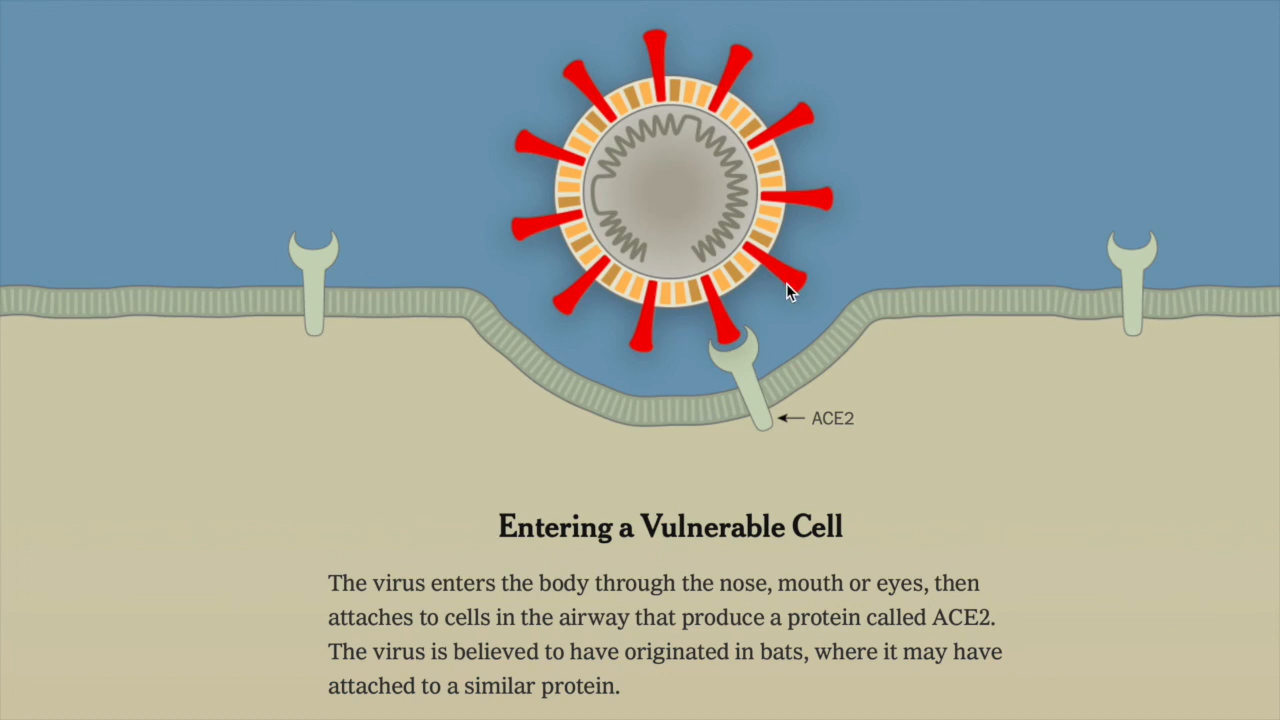 ACE2
Entering a Vulnerable Cell
The virus enters the body through the nose, mouth or eyes, then
attaches to cells in the airway that produce a protein called ACE2.
The virus is believed to have originated in bats, where it may have
attached to a similar protein.